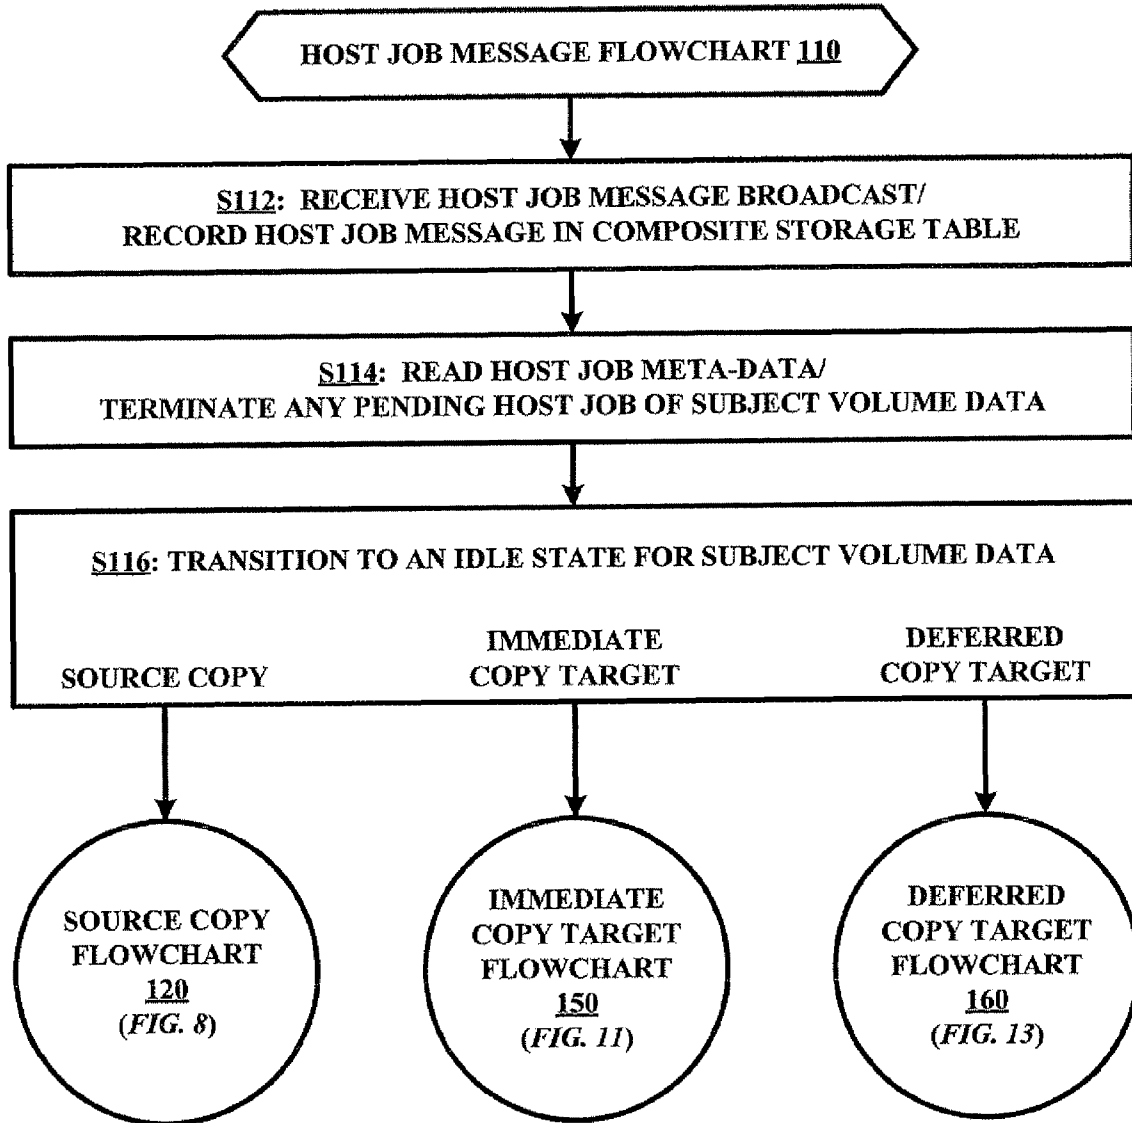 HOST JOB MESSAGE FLOWCHART 110
S112: RECEIVE HOST JOB MESSAGE BROADCAST/
RECORD HOST JOB MESSAGE IN COMPOSITE STORAGE TABLE
S114: READ HOST JOB META-DATA/
TERMINATE ANY PENDING HOST JOB OF SUBJECT VOLUME DATA
S116: TRANSITION TO AN IDLE STATE FOR SUBJECT VOLUME DATA
SOURCE COPY
IMMEDIATE
COPY TARGET
DEFERRED
COPY TARGET
SOURCE COPY
FLOWCHART
120
(FIG. 8)
IMMEDIATE
COPY TARGET
FLOWCHART
150
(FIG. 11)
DEFERRED
COPY TARGET
FLOWCHART
160
(FIG. 13)